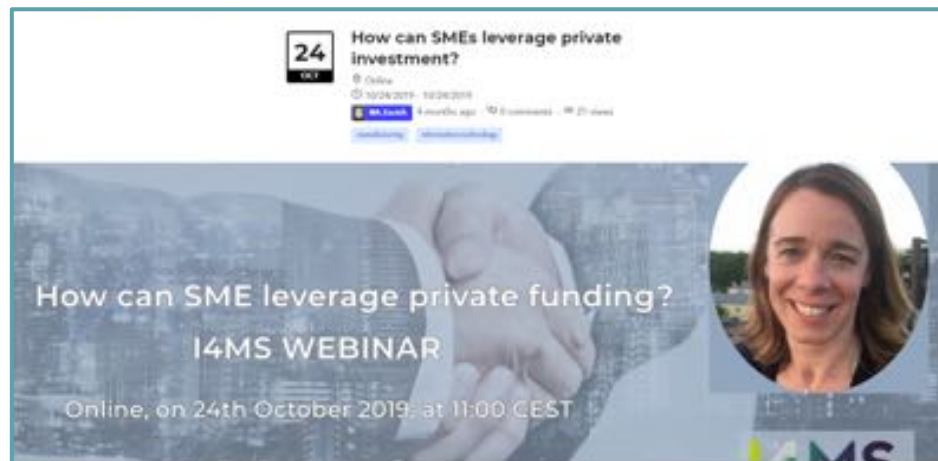 24
OCT
How can SMEs leverage private
investment?
Online
10/24/2019 - 10/24/2019
4 months ago 0 comments 21 views
manufacturing
How can SME leverage private funding?
I4MS WEBINAR
Online, on 24th October 2019, at 11:00 CEST
I4MS